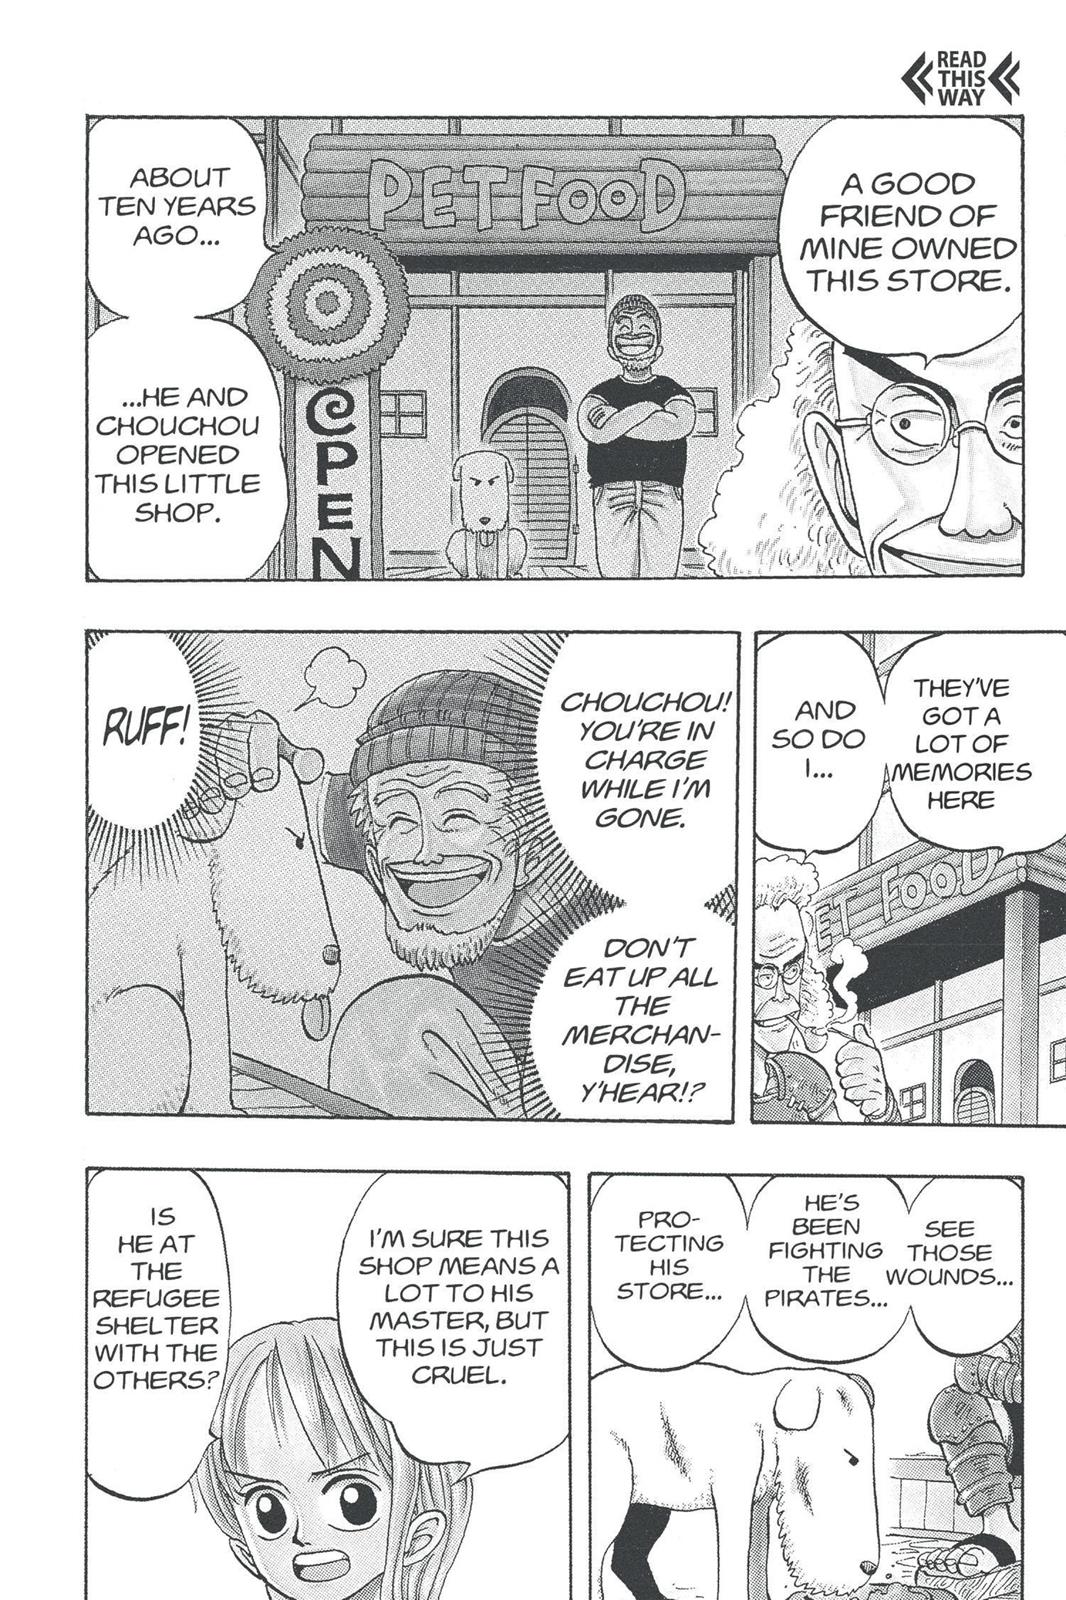 READ
THIS
WAY
A GOOD
FRIEND OF
MINE OWNED
THIS STORE.
PET FOOD
OPEN
ABOUT
TEN YEARS
AGO...
...HE AND
CHOUCHOU
OPENED
THIS LITTLE
SHOP.
THEY'VE
GOT A
LOT OF
MEMORIES
HERE
AND
SO DO
I...
ET FOOD
CHOUCHOU!
YOU'RE IN
CHARGE
WHILE I'M
GONE.
DON'T
EAT UP ALL
THE
MERCHAN-
DISE,
Y'HEAR!?
RUFF!
SEE
THOSE
WOUNDS...
HE'S
BEEN
FIGHTING
THE
PIRATES...
PRO-
TECTING
HIS
STORE...
I'M SURE THIS
SHOP MEANS A
LOT TO HIS
MASTER, BUT
THIS IS JUST
CRUEL.
IS
HE AT
THE
REFUGEE
SHELTER
WITH THE
OTHERS?